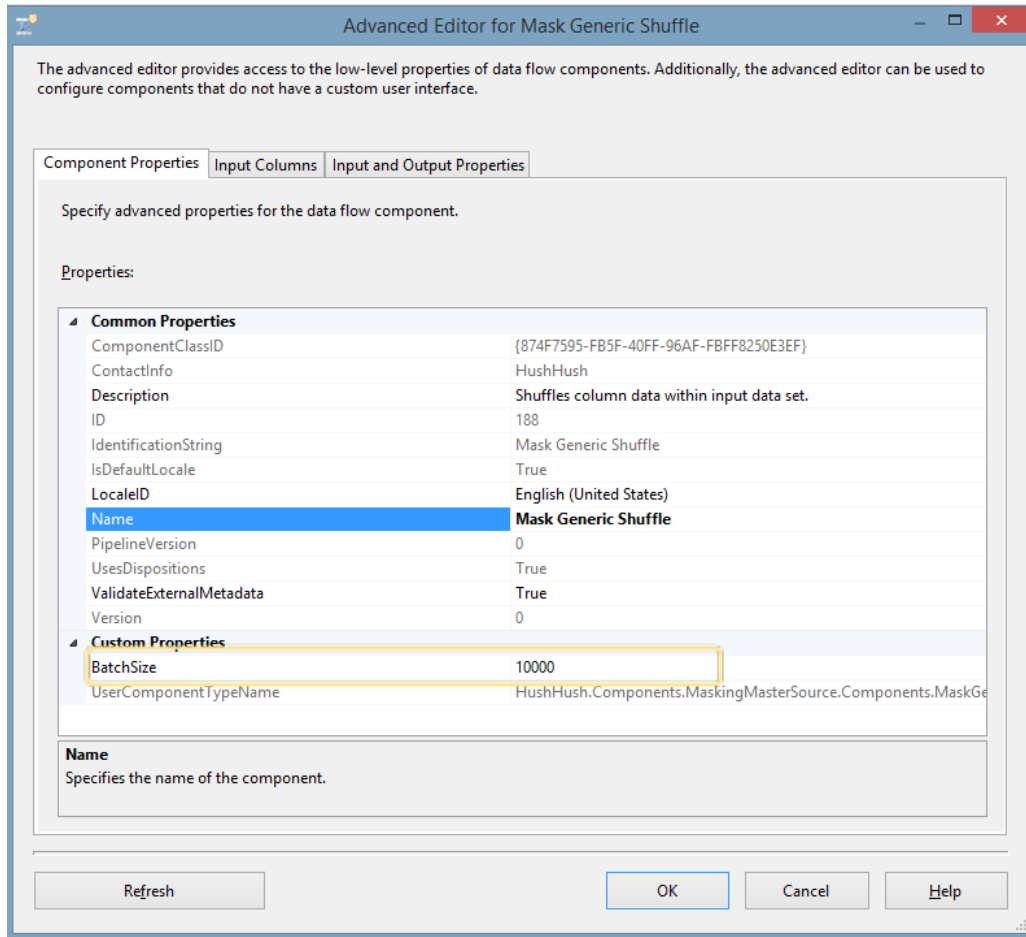 Advanced Editor for Mask Generic Shuffle
The advanced editor provides access to the low-level properties of data flow components. Additionally, the advanced editor can be used to
configure components that do not have a custom user interface.
Component Properties Input Columns Input and Output Properties
Specify advanced properties for the data flow component.
Properties:
Common Properties
ComponentClassID {874F7595-FB5F-40FF-96AF-FBFF8250E3EF}
ContactInfo HushHush
Description Shuffles column data within input data set.
ID 188
IdentificationString Mask Generic Shuffle
IsDefaultLocale True
LocaleID English (United States)
Name Mask Generic Shuffle
PipelineVersion 0
UsesDispositions True
ValidateExternalMetadata True
Version 0
Custom Properties
BatchSize 10000
UserComponentTypeName HushHush.Components.MaskingMasterSource.Components.MaskGe
Name
Specifies the name of the component.
Refresh OK Cancel Help